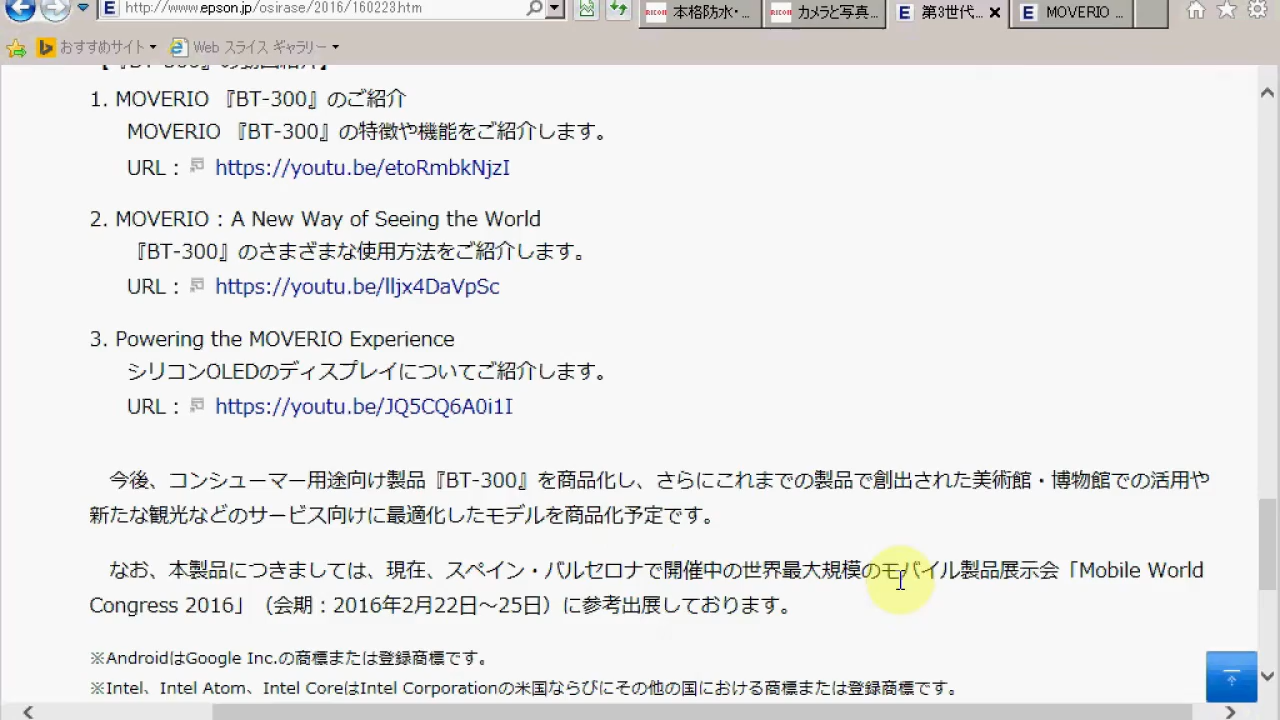 http://www.epson.jp/osirase/2016/160223.htm
本格防水・...
カメラと写真...
第3世代...
MOVERIO ...
おすすめサイト
Web スライス ギャラリー
【『BT-300』の動画紹介】
1. MOVERIO 『BT-300』のご紹介
MOVERIO 『BT-300』の特徴や機能をご紹介します。
URL： https://youtu.be/etoRmbkNjzI
2. MOVERIO：A New Way of Seeing the World
『BT-300』のさまざまな使用方法をご紹介します。
URL： https://youtu.be/lljx4DaVpSc
3. Powering the MOVERIO Experience
シリコンOLEDのディスプレイについてご紹介します。
URL： https://youtu.be/JQ5CQ6A0i1I
今後、コンシューマー用途向け製品『BT-300』を商品化し、さらにこれまでの製品で創出された美術館・博物館での活用や
新たな観光などのサービス向けに最適化したモデルを商品化予定です。
なお、本製品につきましては、現在、スペイン・バルセロナで開催中の世界最大規模のモバイル製品展示会「Mobile World
Congress 2016」（会期：2016年2月22日～25日）に参考出展しております。
※AndroidはGoogle Inc.の商標または登録商標です。
※Intel、Intel Atom、Intel CoreはIntel Corporationの米国ならびにその他の国における商標または登録商標です。